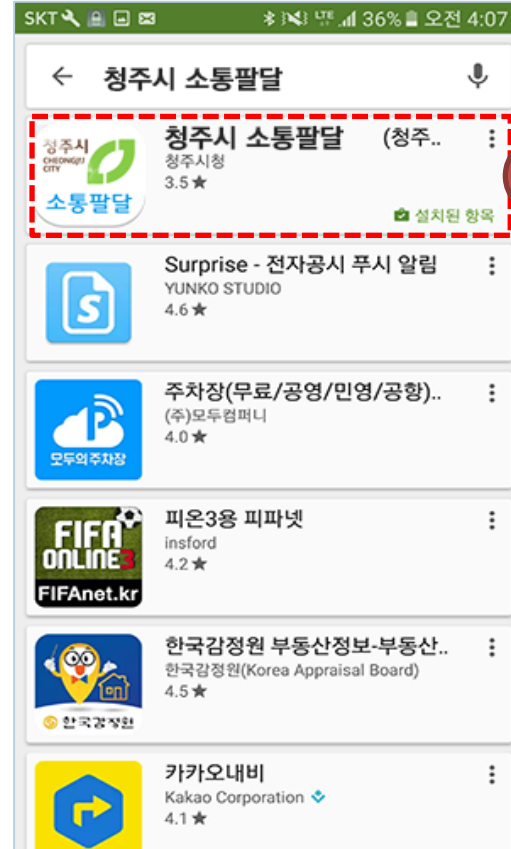 SKT 36% 오전 4:07
청주시 소통팔달
청주시
CHEONGJU
CITY
소통팔달
청주시 소통팔달 (청주..
청주시청
3.5★
설치된 항목
S
Surprise - 전자공시 푸시 알림
YUNKO STUDIO
4.6★
P
모두의주차장
주차장(무료/공영/민영/공항)..
(주)모두컴퍼니
4.0★
FIFA
ONLINE3
FIFAnet.kr
피온3용 피파넷
insford
4.2★
한국감정원
한국감정원 부동산정보-부동산..
한국감정원(Korea Appraisal Board)
4.5★
카카오내비
Kakao Corporation
4.1★